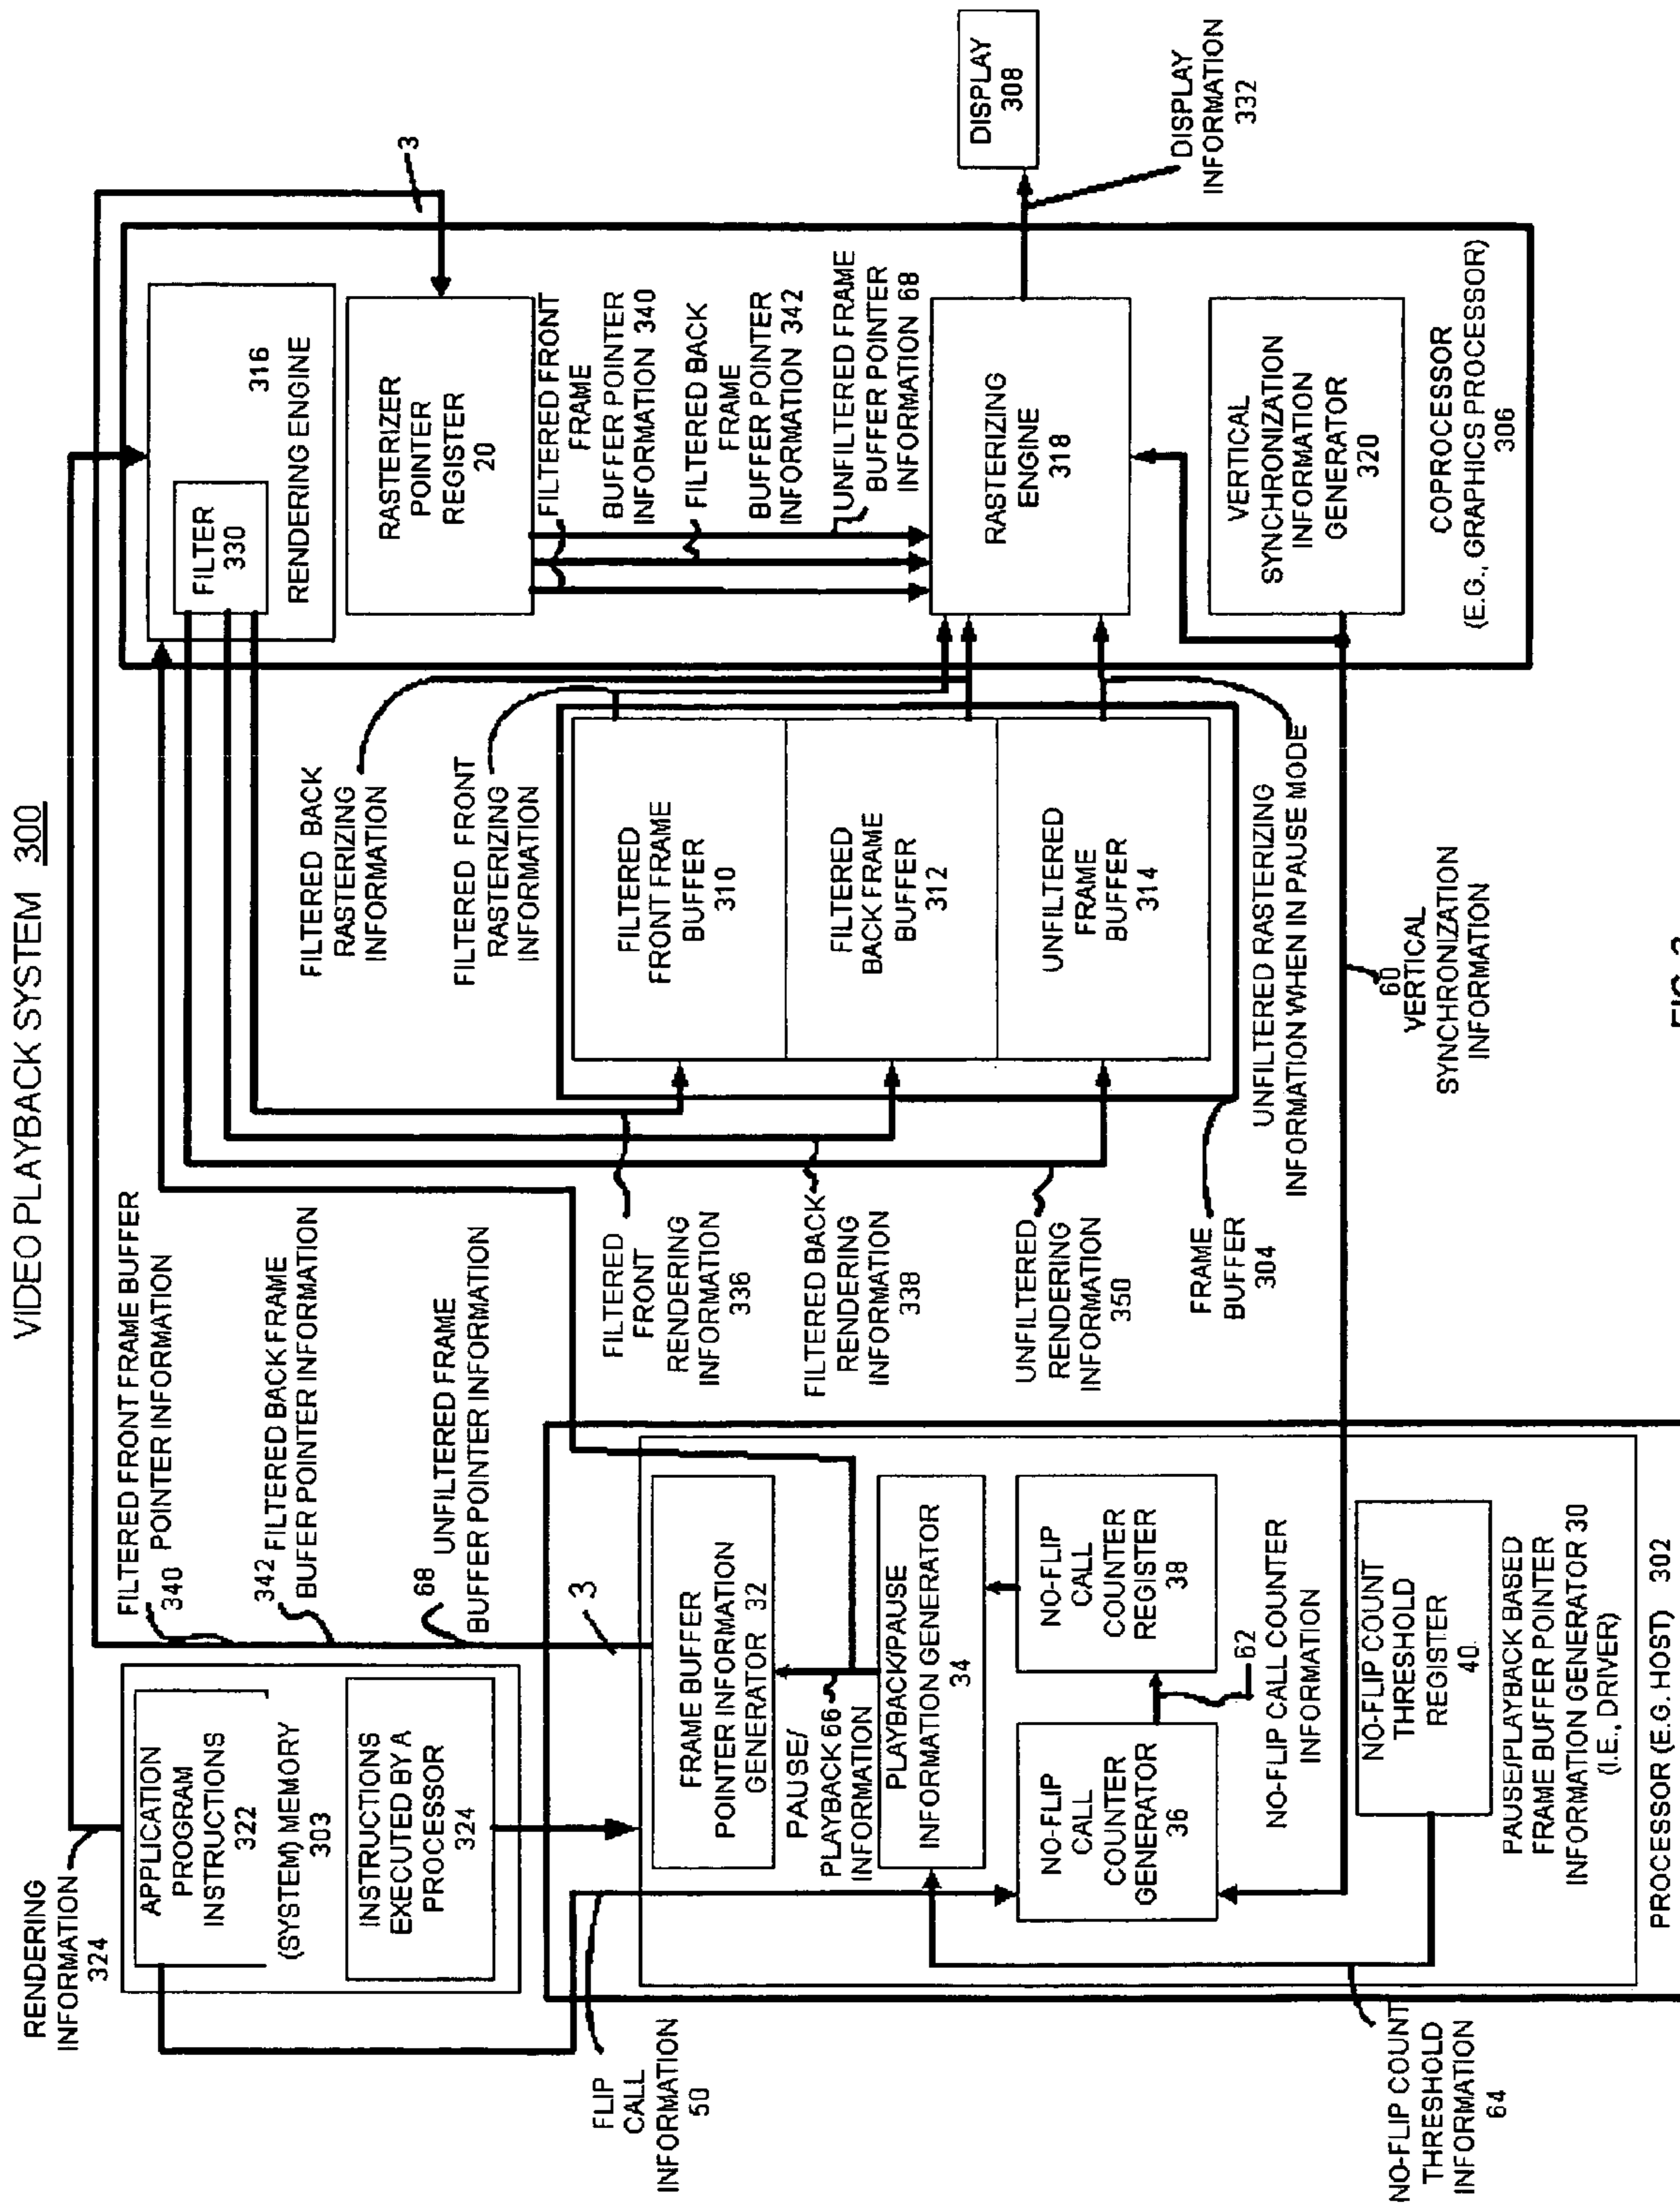 VIDEO PLAYBACK SYSTEM 300
RENDERING
INFORMATION
324
APPLICATION
PROGRAM
INSTRUCTIONS
322
(SYSTEM) MEMORY
303
INSTRUCTIONS
EXECUTED BY A
PROCESSOR
324
FILTERED FRONT FRAME BUFFER
POINTER INFORMATION
340
342 FILTERED BACK FRAME
BUFER POINTER INFORMATION
68
UNFILTERED FRAME
BUFFER POINTER INFORMATION
3
FLIP
CALL
INFORMATION
50
FRAME BUFFER
POINTER INFORMATION
GENERATOR 32
PAUSE/
PLAYBACK 66
INFORMATION
PLAYBACK/PAUSE
INFORMATION GENERATOR
34
NO-FLIP
CALL
COUNTER
GENERATOR
36
62
NO-FLIP
CALL
COUNTER
REGISTER
38
NO-FLIP CALL COUNTER
INFORMATION
NO-FLIP COUNT
THRESHOLD
REGISTER
40
NO-FLIP COUNT
THRESHOLD
INFORMATION
64
PAUSE/PLAYBACK BASED
FRAME BUFFER POINTER
INFORMATION GENERATOR 30
(I.E., DRIVER)
PROCESSOR (E.G. HOST) 302
FILTERED
FRONT
RENDERING
INFORMATION
336
FILTERED BACK
RENDERING
INFORMATION
338
UNFILTERED
RENDERING
INFORMATION
350
FRAME
BUFFER
304
FILTERED BACK
RASTERIZING
INFORMATION
FILTERED FRONT
RASTERIZING
INFORMATION
FILTERED
FRONT FRAME
BUFFER
310
FILTERED
BACK FRAME
BUFFER
312
UNFILTERED
FRAME
BUFFER
314
UNFILTERED RASTERIZING
INFORMATION WHEN IN PAUSE MODE
60
VERTICAL
SYNCHRONIZATION
INFORMATION
FILTER
330
316
RENDERING ENGINE
3
RASTERIZER
POINTER
REGISTER
20
FILTERED FRONT
FRAME
BUFFER POINTER
INFORMATION 340
FILTERED BACK
FRAME
BUFFER POINTER
INFORMATION 342
UNFILTERED FRAME
BUFFER POINTER
INFORMATION 68
RASTERIZING
ENGINE
318
VERTICAL
SYNCHRONIZATION
INFORMATION
GENERATOR
320
COPROCESSOR
(E.G., GRAPHICS PROCESSOR)
306
DISPLAY
308
DISPLAY
INFORMATION
332